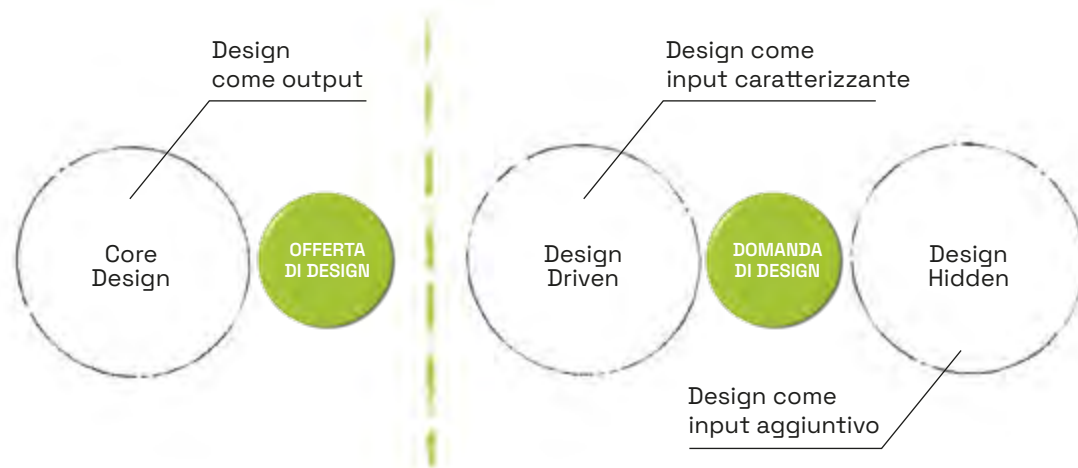 Design
come output
Core
Design
OFFERTA
DI DESIGN
Design come
input caratterizzante
Design
Driven
DOMANDA
DI DESIGN
Design
Hidden
Design come
input aggiuntivo